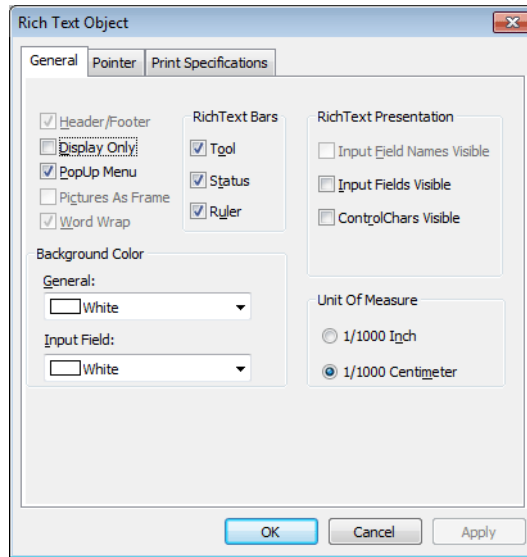 Rich Text Object
General Pointer Print Specifications
Header/Footer
Display Only
PopUp Menu
Pictures As Frame
Word Wrap
RichText Bars
Tool
Status
Ruler
RichText Presentation
Input Field Names Visible
Input Fields Visible
ControlChars Visible
Background Color
General:
White
Input Field:
White
Unit Of Measure
1/1000 Inch
1/1000 Centimeter
OK Cancel Apply